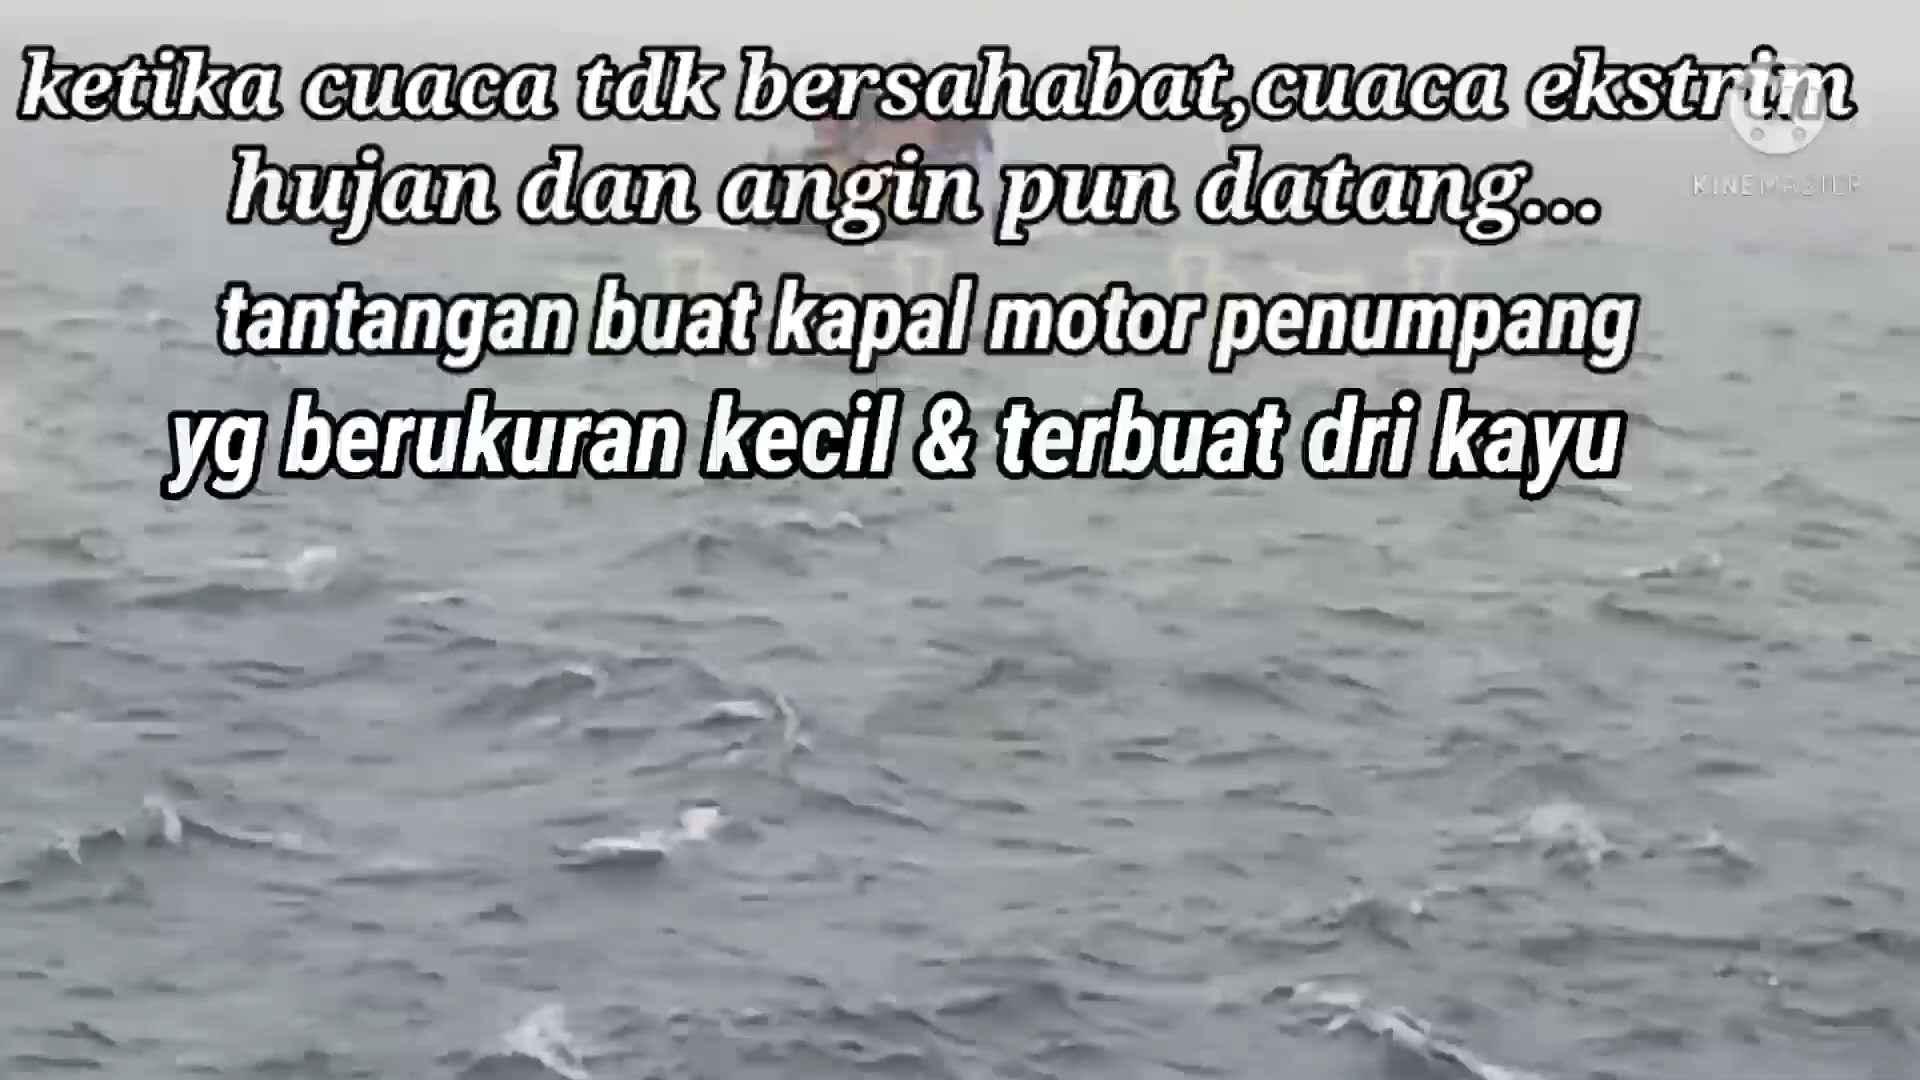 ketika cuaca tdk bersahabat,cuaca ekstrim
KINEMASTER
hujan dan angin pun datang...
tantangan buat kapal motor penumpang
yg berukuran kecil & terbuat dri kayu